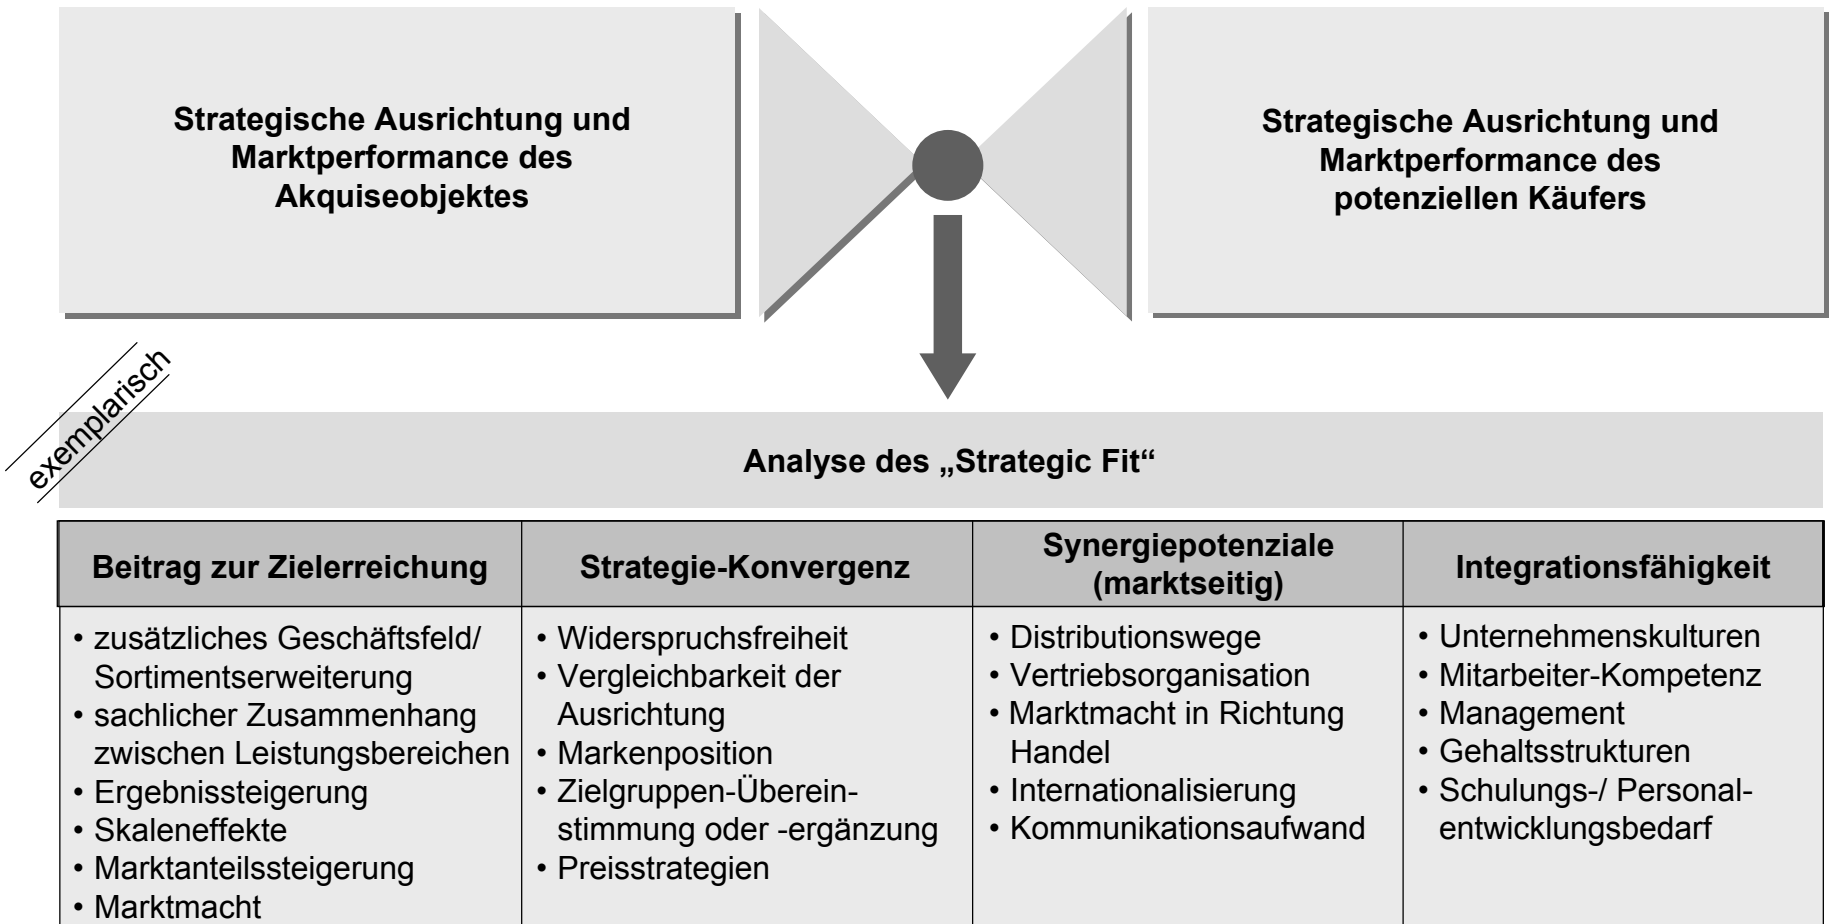 Strategische Ausrichtung und
Marktperformance des
Akquiseobjektes
Strategische Ausrichtung und
Marktperformance des
potenziellen Käufers
exemplarisch
Analyse des „Strategic Fit“
Beitrag zur Zielerreichung
• zusätzliches Geschäftsfeld/
Sortimentserweiterung
• sachlicher Zusammenhang
zwischen Leistungsbereichen
• Ergebnissteigerung
• Skaleneffekte
• Marktanteilssteigerung
• Marktmacht
Strategie-Konvergenz
• Widerspruchsfreiheit
• Vergleichbarkeit der
Ausrichtung
• Markenposition
• Zielgruppen-Überein-
stimmung oder -ergänzung
• Preisstrategien
Synergiepotenziale
(marktseitig)
• Distributionswege
• Vertriebsorganisation
• Marktmacht in Richtung
Handel
• Internationalisierung
• Kommunikationsaufwand
Integrationsfähigkeit
• Unternehmenskulturen
• Mitarbeiter-Kompetenz
• Management
• Gehaltsstrukturen
• Schulungs-/ Personal-
entwicklungsbedarf